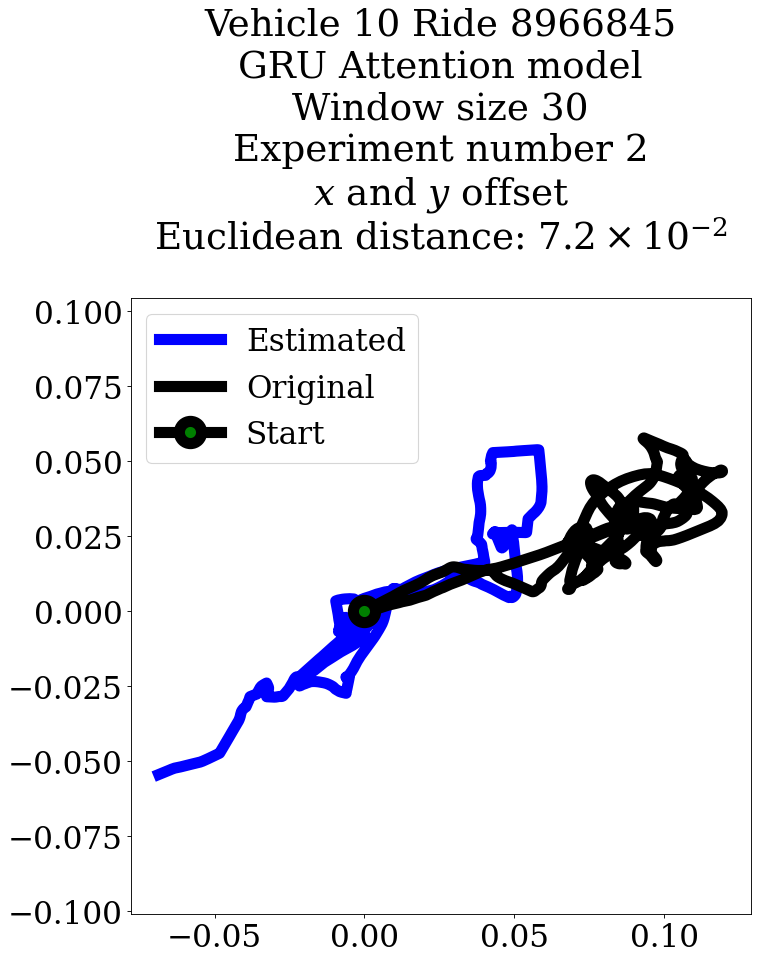 Vehicle 10 Ride 8966845
GRU Attention model
Window size 30
Experiment number 2
x and y offset
Euclidean distance: 7.2 × 10⁻²
Estimated
Original
Start
0.100
0.075
0.050
0.025
0.000
−0.025
−0.050
−0.075
−0.100
−0.05 0.00 0.05 0.10